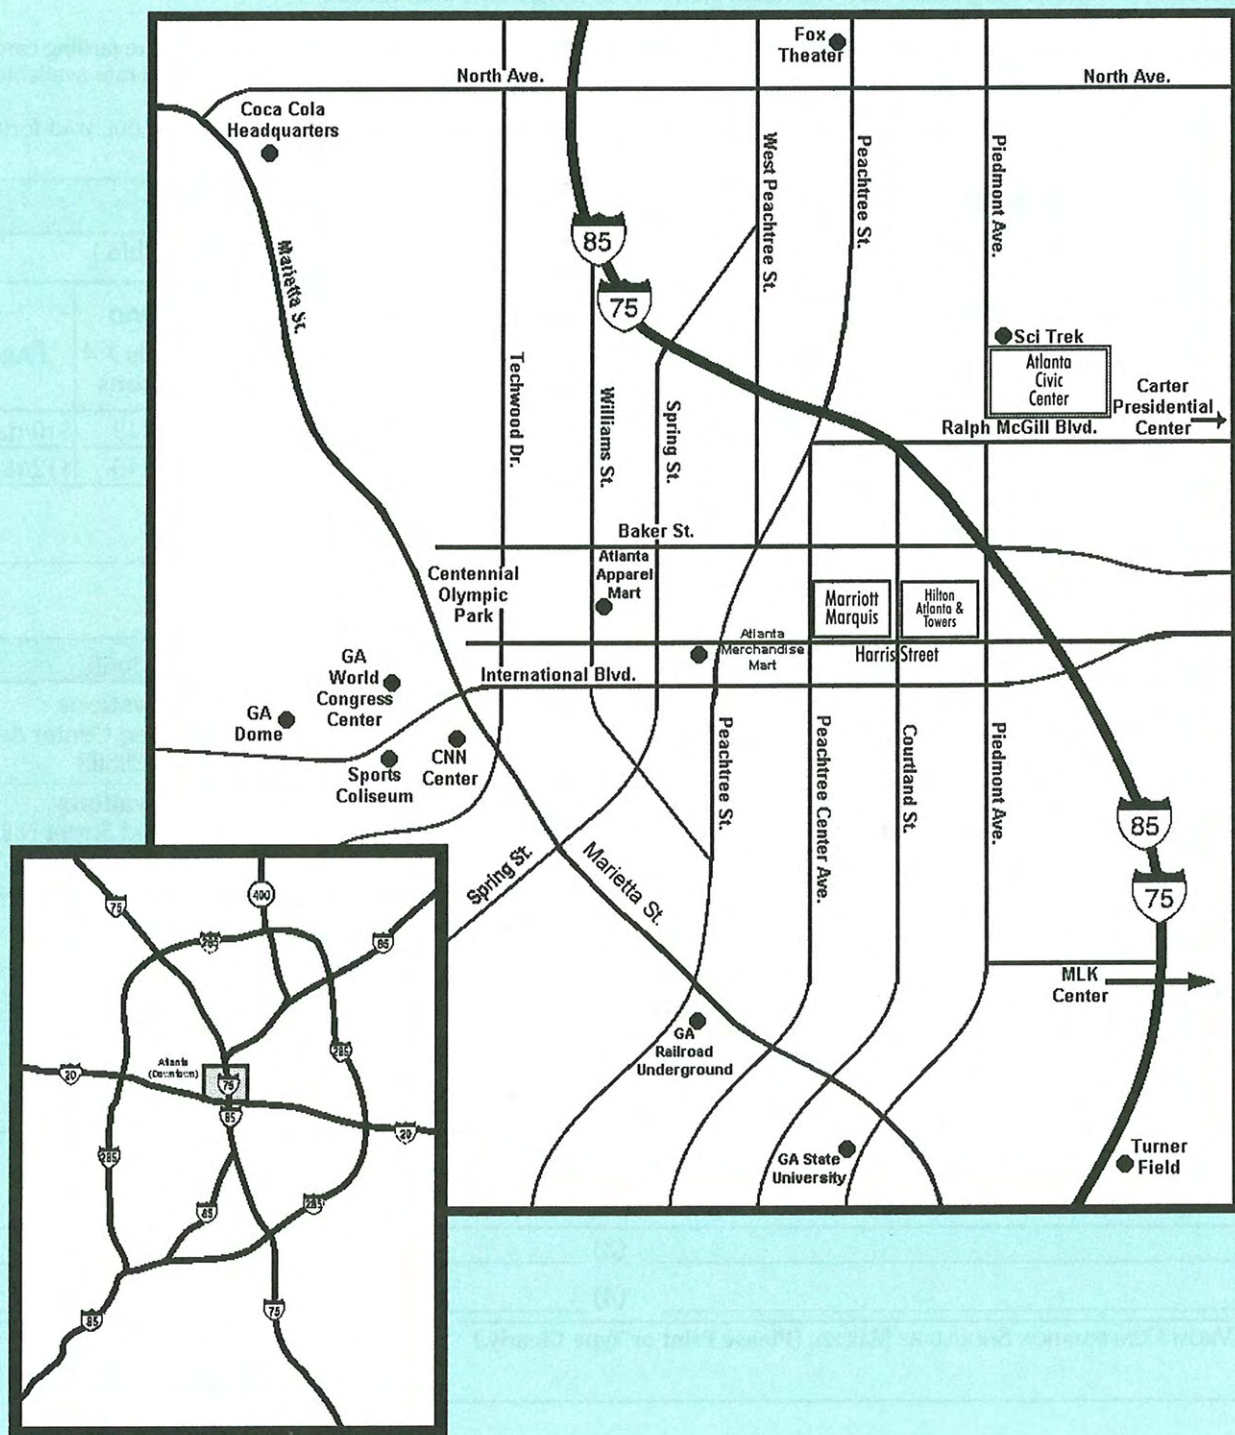 Fox
Theater
North Ave.
North Ave.
Coca Cola
Headquarters
West Peachtree St.
Peachtree St.
Piedmont Ave.
Marietta St.
85
75
Sci Trek
Atlanta
Civic
Center
Carter
Presidential
Center
Ralph McGill Blvd.
Techwood Dr.
Williams St.
Spring St.
Baker St.
Atlanta
Apparel
Mart
Centennial
Olympic
Park
Marriott
Marquis
Hilton
Atlanta &
Towers
Atlanta
Merchandise
Mart
Harris Street
International Blvd.
GA
World
Congress
Center
GA
Dome
CNN
Center
Sports
Coliseum
Peachtree St.
Peachtree Center Ave.
Courtland St.
Piedmont Ave.
85
75
Spring St.
Marietta St.
MLK
Center
GA
Railroad
Underground
GA State
University
Turner
Field
75
400
285
85
285
20
Atlanta
(Downtown)
75
85
20
285
85
285
85
75